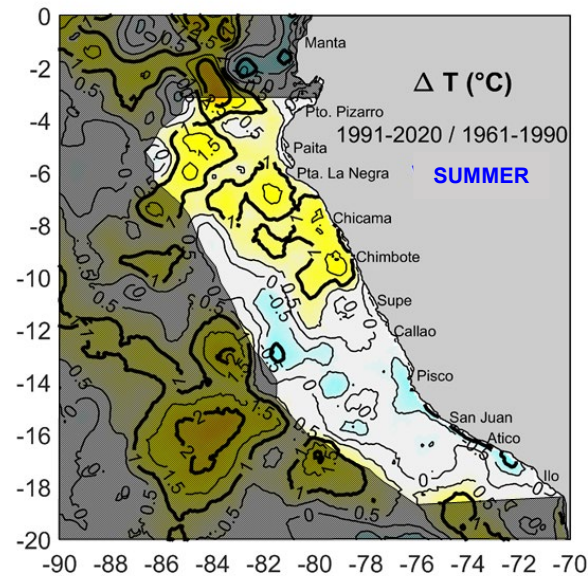 0
Manta
-2
Δ T (°C)
-4
Pto. Pizarro
1991-2020 / 1961-1990
Paita
-6
Pta. La Negra
SUMMER
-8
Chicama
Chimbote
-10
Supe
-12
Callao
-14
Pisco
San Juan
-16
Atico
Ilo
-18
-20
-90 -88 -86 -84 -82 -80 -78 -76 -74 -72 -70